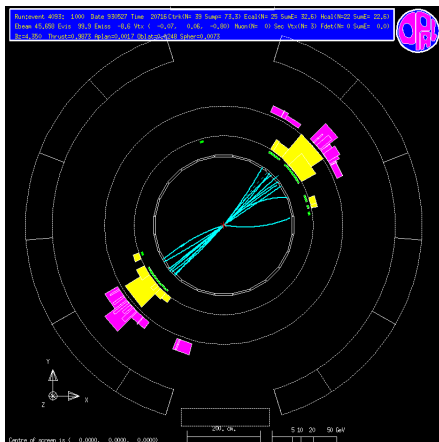 Run:event 4093: 1000 Date 930527 Time 20716 Ctrk(N= 39 Sump= 73.3) Ecal(N= 25 SumE= 32.6) Hcal(N=22 SumE= 22.6)
Ebeam 45.658 Evis 99.9 Emiss -8.6 Vtx ( -0.07, 0.06, -0.80) Muon(N= 0) Sec Vtx(N= 3) Fdet(N= 0 SumE= 0.0)
Bz=4.350 Thrust=0.9873 Aplan=0.0017 Oblat=0.0248 Spher=0.0073
Y
Z X
200. cm.
5 10 20 50 GeV
Centre of screen is ( 0.0000, 0.0000, 0.0000)